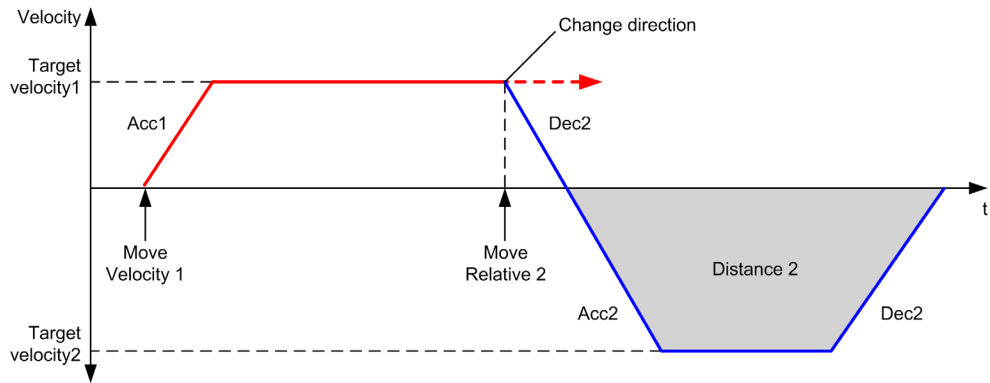 Velocity
Change direction
Target
velocity1
Acc1
Dec2
t
Move
Velocity 1
Move
Relative 2
Distance 2
Acc2
Dec2
Target
velocity2